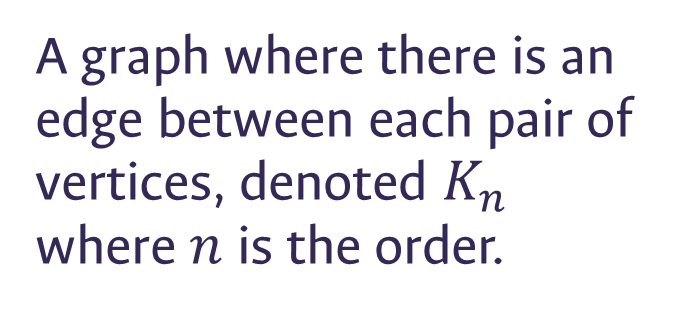 A graph where there is an
edge between each pair of
vertices, denoted Kₙ
where n is the order.